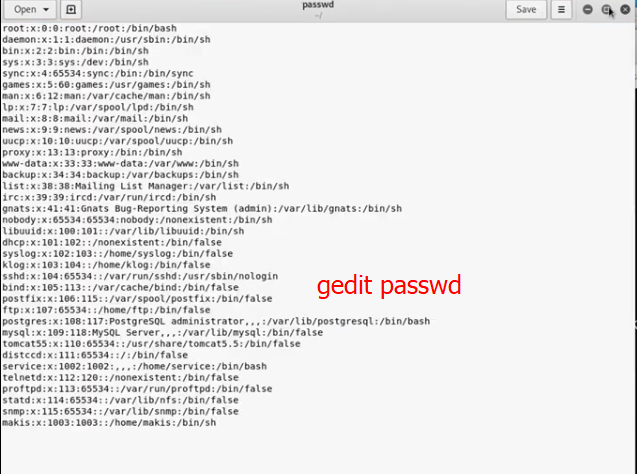 passwd
Open
~/
Save
root:x:0:0:root:/root:/bin/bash
daemon:x:1:1:daemon:/usr/sbin:/bin/sh
bin:x:2:2:bin:/bin:/bin/sh
sys:x:3:3:sys:/dev:/bin/sh
sync:x:4:65534:sync:/bin:/bin/sync
games:x:5:60:games:/usr/games:/bin/sh
man:x:6:12:man:/var/cache/man:/bin/sh
lp:x:7:7:lp:/var/spool/lpd:/bin/sh
mail:x:8:8:mail:/var/mail:/bin/sh
news:x:9:9:news:/var/spool/news:/bin/sh
uucp:x:10:10:uucp:/var/spool/uucp:/bin/sh
proxy:x:13:13:proxy:/bin:/bin/sh
www-data:x:33:33:www-data:/var/www:/bin/sh
backup:x:34:34:backup:/var/backups:/bin/sh
list:x:38:38:Mailing List Manager:/var/list:/bin/sh
irc:x:39:39:ircd:/var/run/ircd:/bin/sh
gnats:x:41:41:Gnats Bug-Reporting System (admin):/var/lib/gnats:/bin/sh
nobody:x:65534:65534:nobody:/nonexistent:/bin/sh
libuuid:x:100:101::/var/lib/libuuid:/bin/sh
dhcp:x:101:102::/nonexistent:/bin/false
syslog:x:102:103::/home/syslog:/bin/false
klog:x:103:104::/home/klog:/bin/false
sshd:x:104:65534::/var/run/sshd:/usr/sbin/nologin
bind:x:105:113::/var/cache/bind:/bin/false
postfix:x:106:115::/var/spool/postfix:/bin/false
ftp:x:107:65534::/home/ftp:/bin/false
postgres:x:108:117:PostgreSQL administrator,,,:/var/lib/postgresql:/bin/bash
mysql:x:109:118:MySQL Server,,,:/var/lib/mysql:/bin/false
tomcat55:x:110:65534::/usr/share/tomcat5.5:/bin/false
distccd:x:111:65534::/:/bin/false
service:x:1002:1002:,,,:/home/service:/bin/bash
telnetd:x:112:120::/nonexistent:/bin/false
proftpd:x:113:65534::/var/run/proftpd:/bin/false
statd:x:114:65534::/var/lib/nfs:/bin/false
snmp:x:115:65534::/var/lib/snmp:/bin/false
makis:x:1003:1003::/home/makis:/bin/sh
gedit passwd